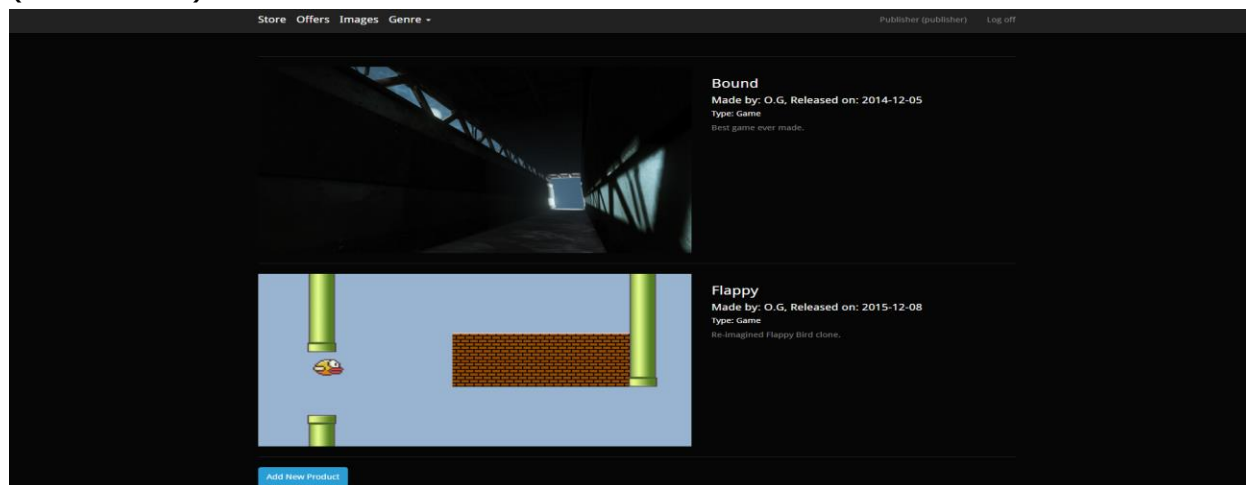 Store Offers Images Genre
Publisher (publisher) Log off
Bound
Made by: O.G, Released on: 2014-12-05
Type: Game
Best game ever made.
Flappy
Made by: O.G, Released on: 2015-12-08
Type: Game
Re-imagined Flappy Bird clone.
Add New Product